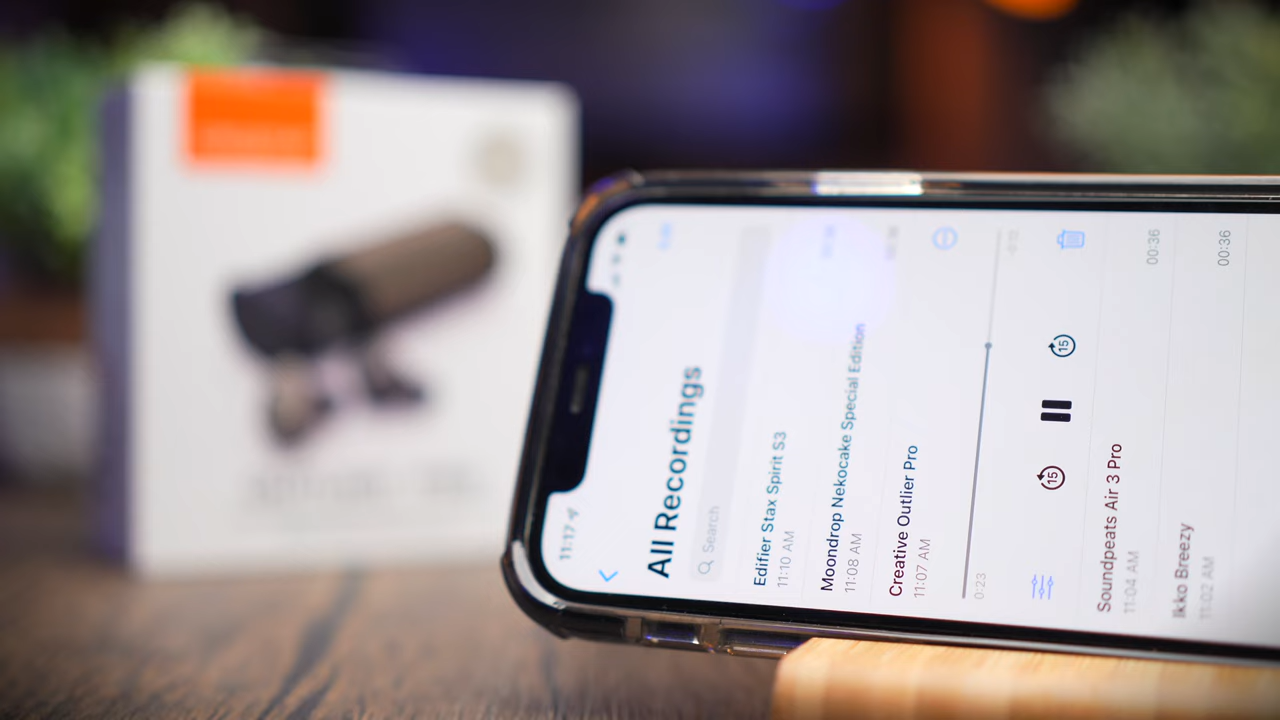 11:17
All Recordings
Search
Edifier Stax Spirit S3
11:10 AM
Moondrop Nekocake Special Edition
11:08 AM
Creative Outlier Pro
11:07 AM
0:23
15
15
Soundpeats Air 3 Pro
11:04 AM
00:36
Ikko Breezy
11:02 AM
00:36